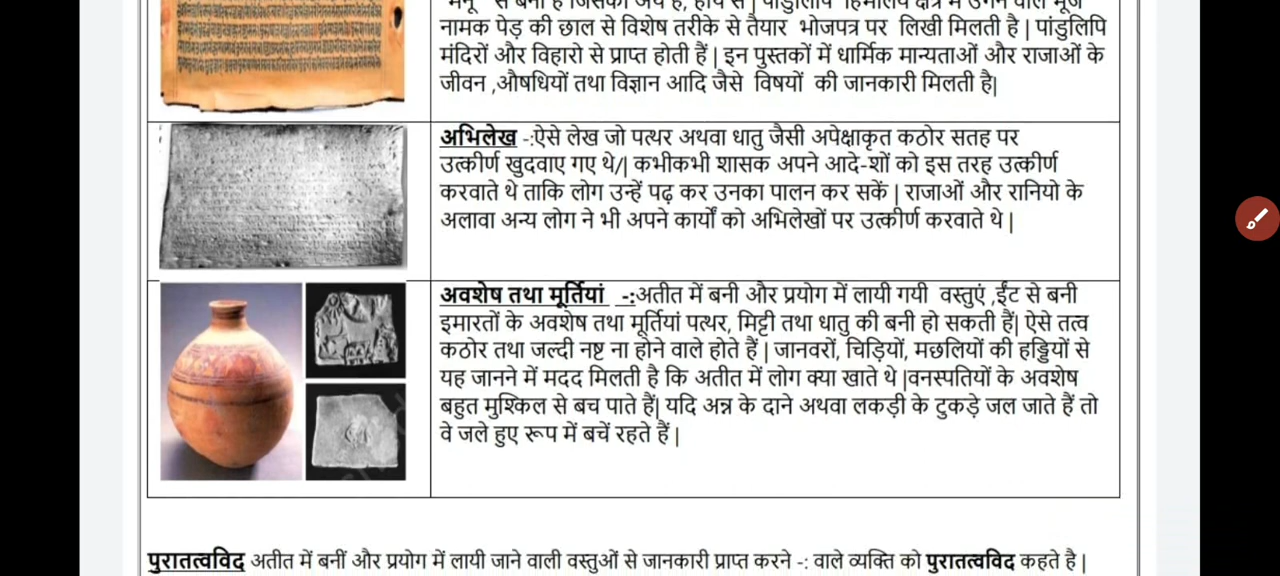 नामक पेड़ की छाल से विशेष तरीके से तैयार भोजपत्र पर लिखी मिलती है | पांडुलिपि
मंदिरों और विहारो से प्राप्त होती हैं | इन पुस्तकों में धार्मिक मान्यताओं और राजाओं के
जीवन ,औषधियों तथा विज्ञान आदि जैसे विषयों की जानकारी मिलती है|
अभिलेख -:ऐसे लेख जो पत्थर अथवा धातु जैसी अपेक्षाकृत कठोर सतह पर
उत्कीर्ण खुदवाए गए थे/| कभीकभी शासक अपने आदे-शों को इस तरह उत्कीर्ण
करवाते थे ताकि लोग उन्हें पढ़ कर उनका पालन कर सकें | राजाओं और रानियो के
अलावा अन्य लोग ने भी अपने कार्यों को अभिलेखों पर उत्कीर्ण करवाते थे |
अवशेष तथा मूर्तियां -:अतीत में बनी और प्रयोग में लायी गयी वस्तुएं ,ईंट से बनी
इमारतों के अवशेष तथा मूर्तियां पत्थर, मिट्टी तथा धातु की बनी हो सकती हैं| ऐसे तत्व
कठोर तथा जल्दी नष्ट ना होने वाले होते हैं | जानवरों, चिड़ियों, मछलियों की हड्डियों से
यह जानने में मदद मिलती है कि अतीत में लोग क्या खाते थे |वनस्पतियों के अवशेष
बहुत मुश्किल से बच पाते हैं| यदि अन्न के दाने अथवा लकड़ी के टुकड़े जल जाते हैं तो
वे जले हुए रूप में बचें रहते हैं |
पुरातत्वविद अतीत में बनीं और प्रयोग में लायी जाने वाली वस्तुओं से जानकारी प्राप्त करने -: वाले व्यक्ति को पुरातत्वविद कहते है |